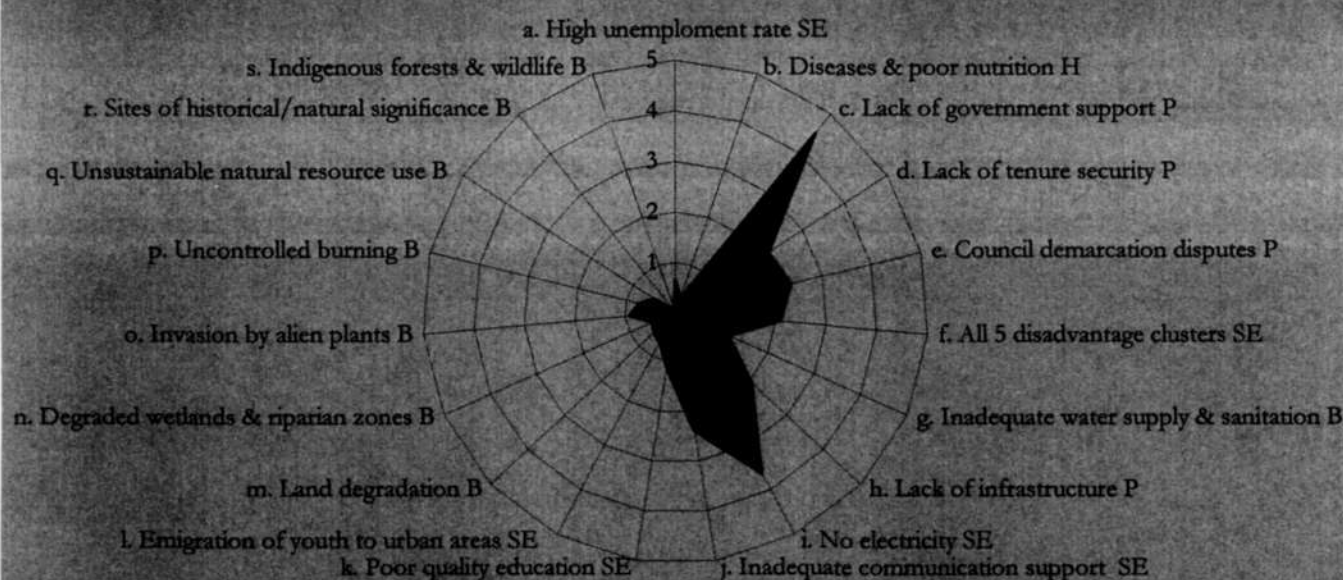 a. High unemploment rate SE
s. Indigenous forests & wildlife B
5
b. Diseases & poor nutrition H
r. Sites of historical/natural significance B
4
c. Lack of government support P
q. Unsustainable natural resource use B
3
d. Lack of tenure security P
2
p. Uncontrolled burning B
1
e. Council demarcation disputes P
o. Invasion by alien plants B
f. All 5 disadvantage clusters SE
n. Degraded wetlands & riparian zones B
g. Inadequate water supply & sanitation B
m. Land degradation B
h. Lack of infrastructure P
l. Emigration of youth to urban areas SE
i. No electricity SE
k. Poor quality education SE
j. Inadequate communication support SE